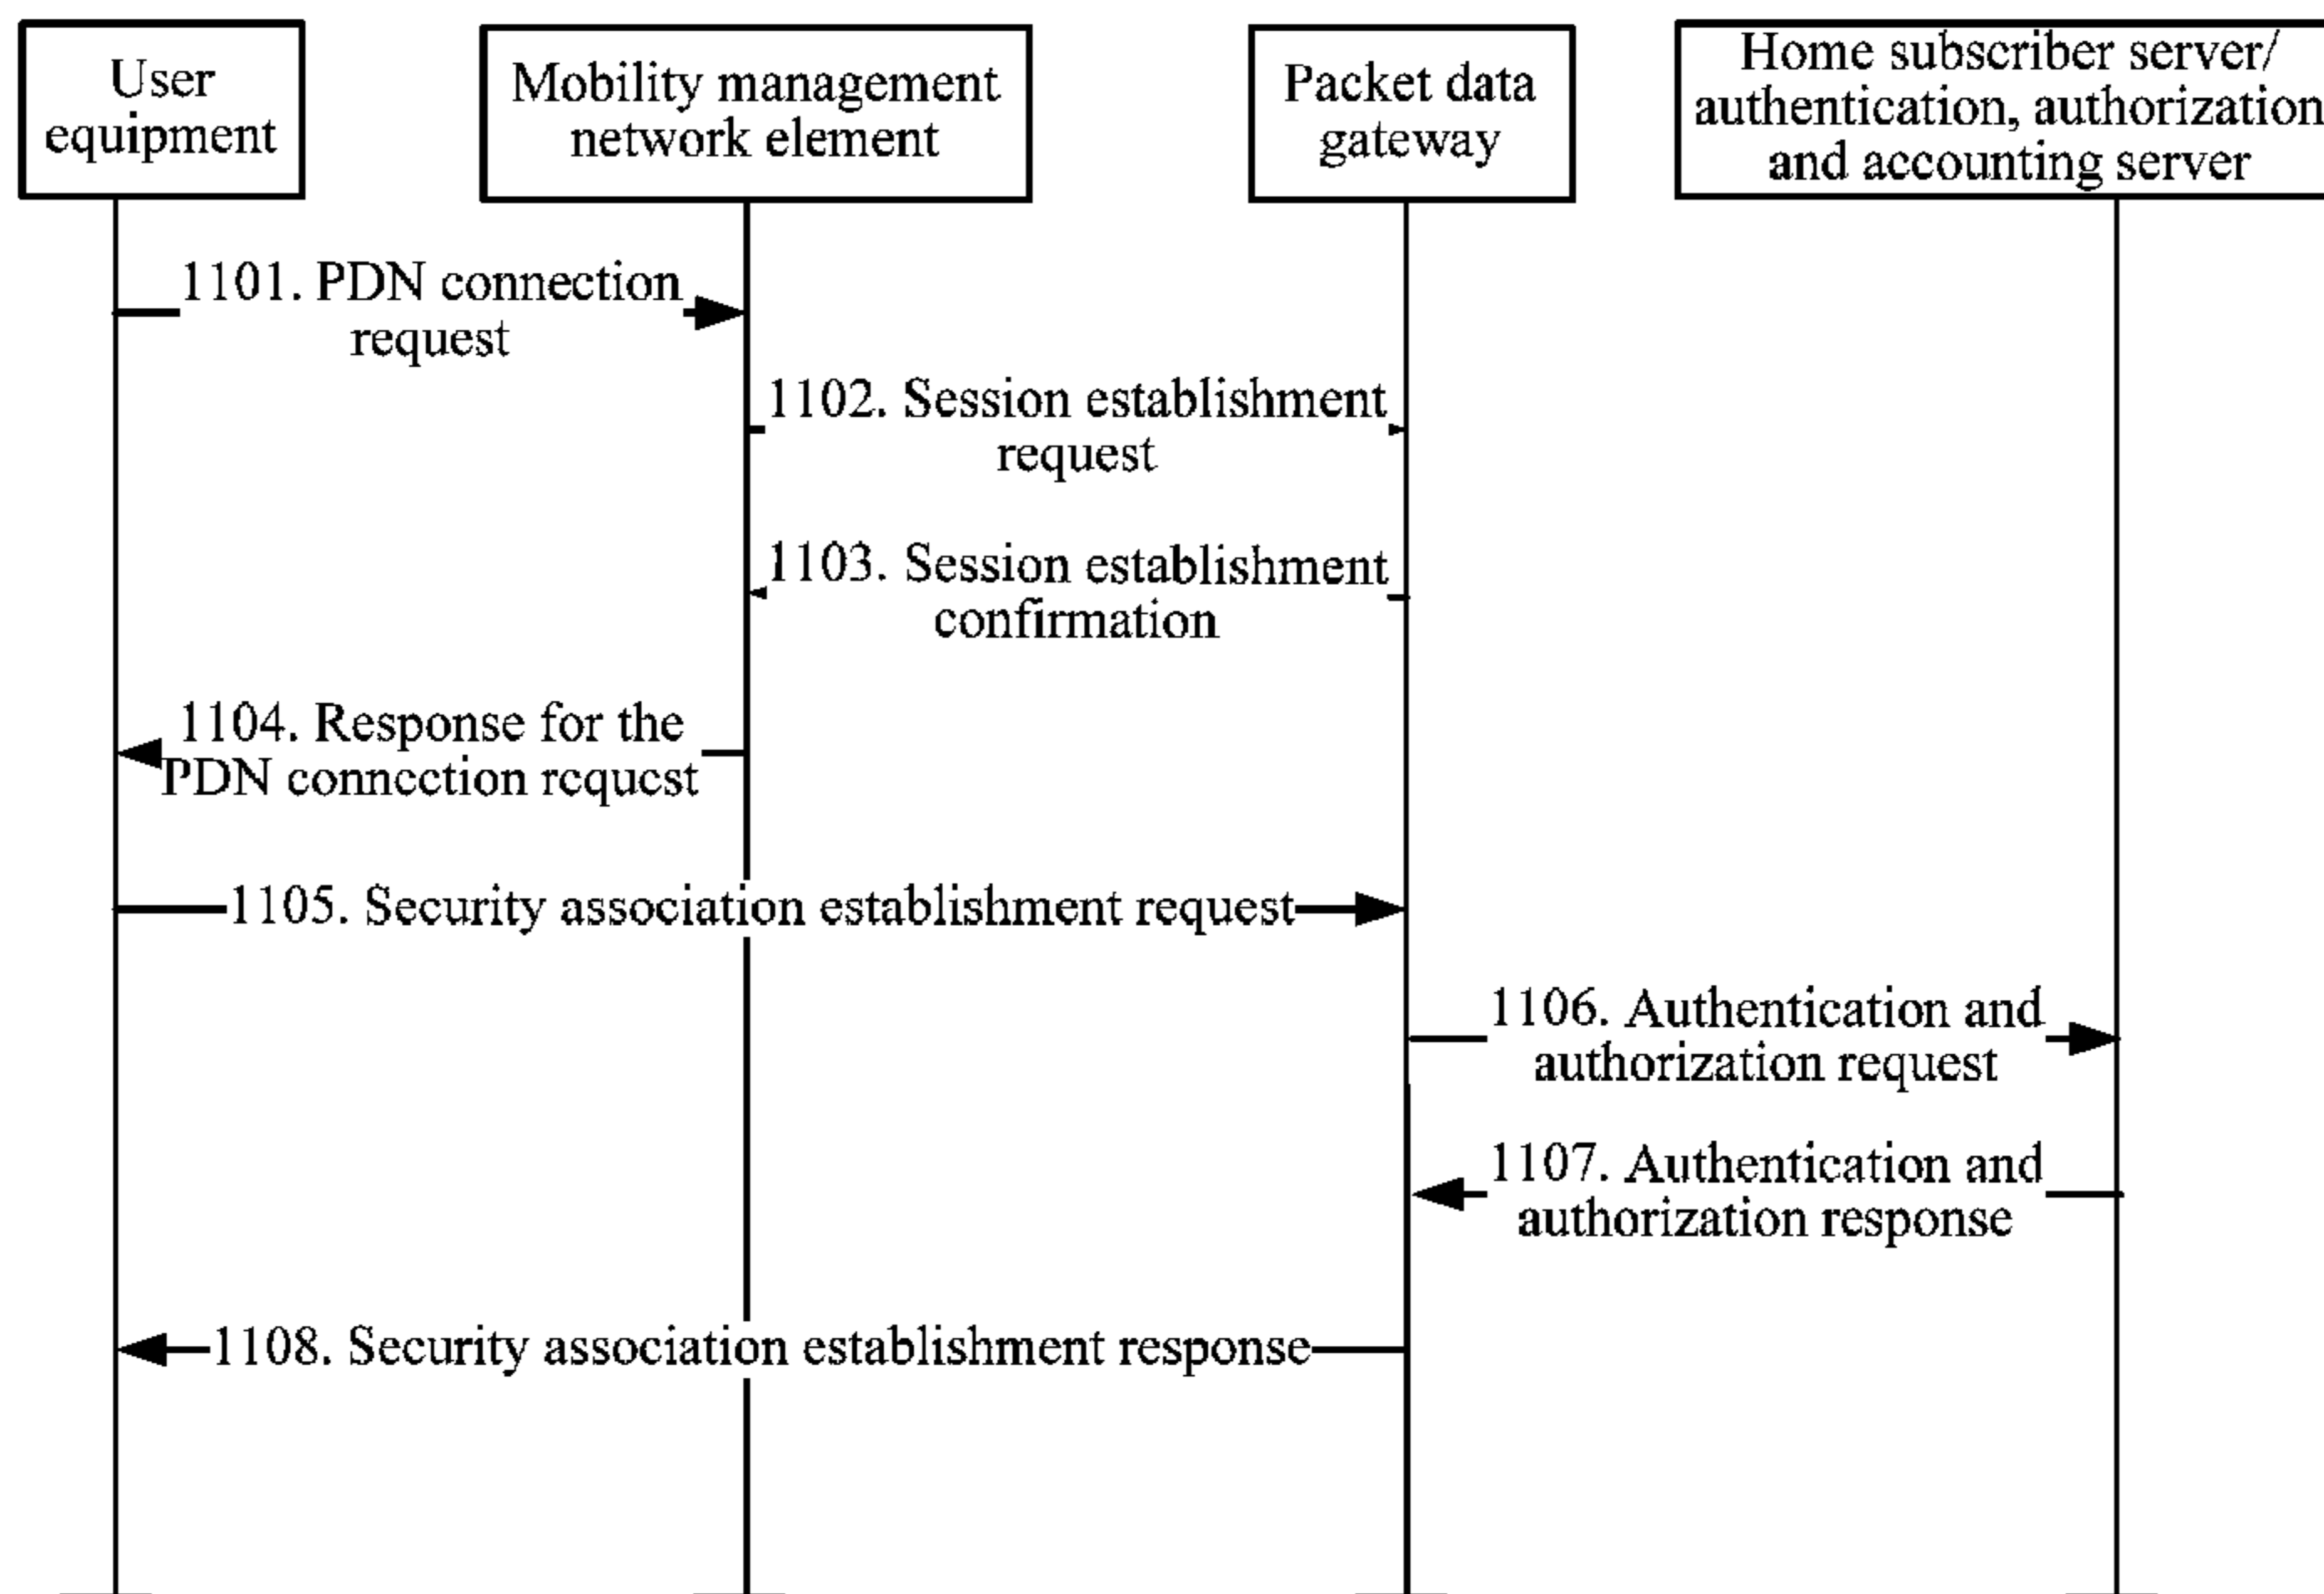 User
equipment
Mobility management
network element
Packet data
gateway
Home subscriber server/
authentication, authorization
and accounting server
1101. PDN connection
request
1102. Session establishment
request
1103. Session establishment
confirmation
1104. Response for the
PDN connection request
1105. Security association establishment request
1106. Authentication and
authorization request
1107. Authentication and
authorization response
1108. Security association establishment response